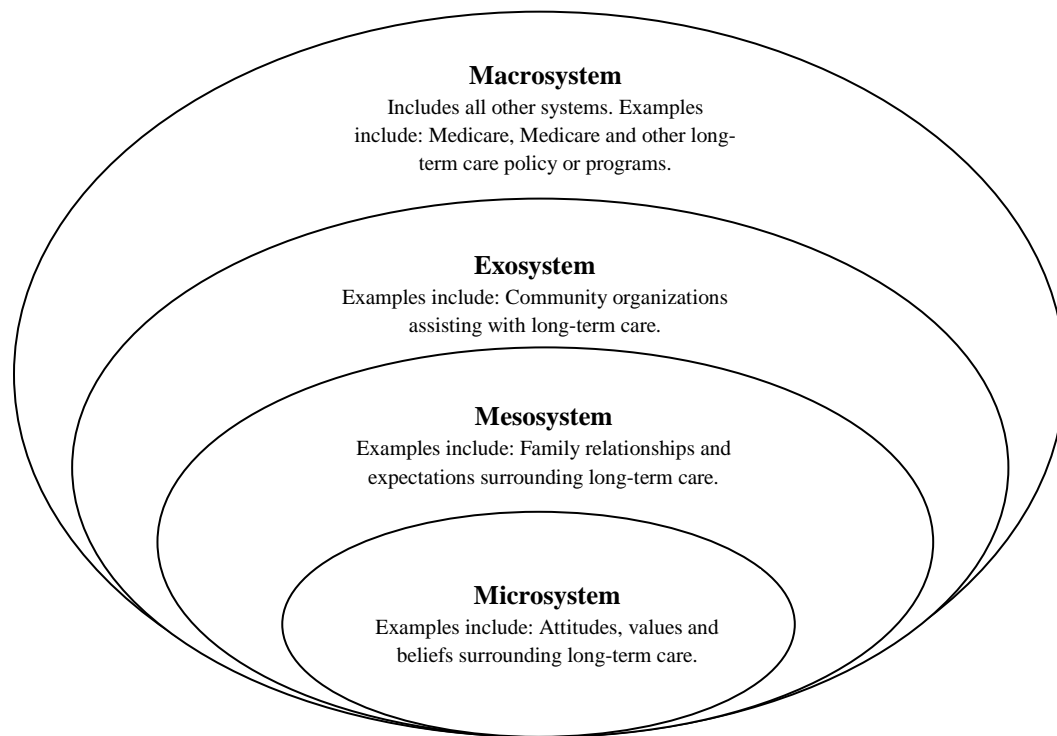 Macrosystem
Includes all other systems. Examples
include: Medicare, Medicare and other long-
term care policy or programs.
Exosystem
Examples include: Community organizations
assisting with long-term care.
Mesosystem
Examples include: Family relationships and
expectations surrounding long-term care.
Microsystem
Examples include: Attitudes, values and
beliefs surrounding long-term care.